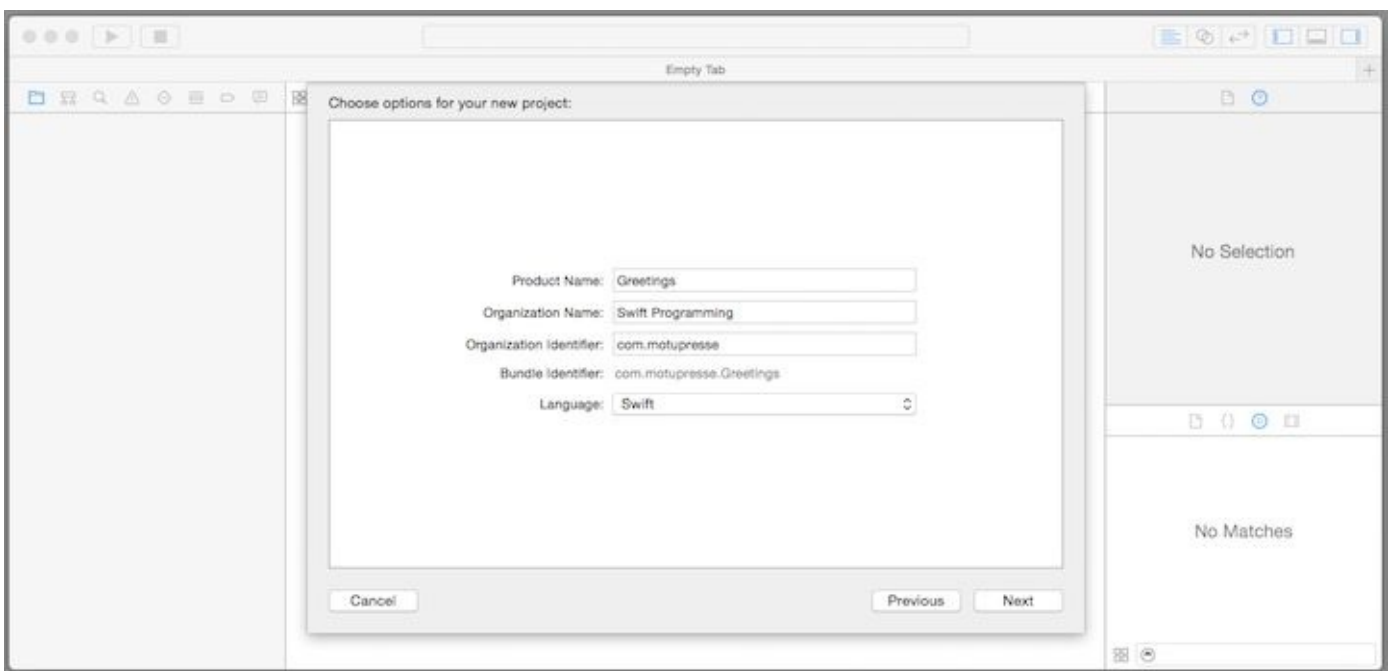 Empty Tab
Choose options for your new project:
Product Name: Greetings
Organization Name: Swift Programming
Organization Identifier: com.motupresse
Bundle Identifier: com.motupresse.Greetings
Language: Swift
Cancel
Previous
Next
No Selection
No Matches